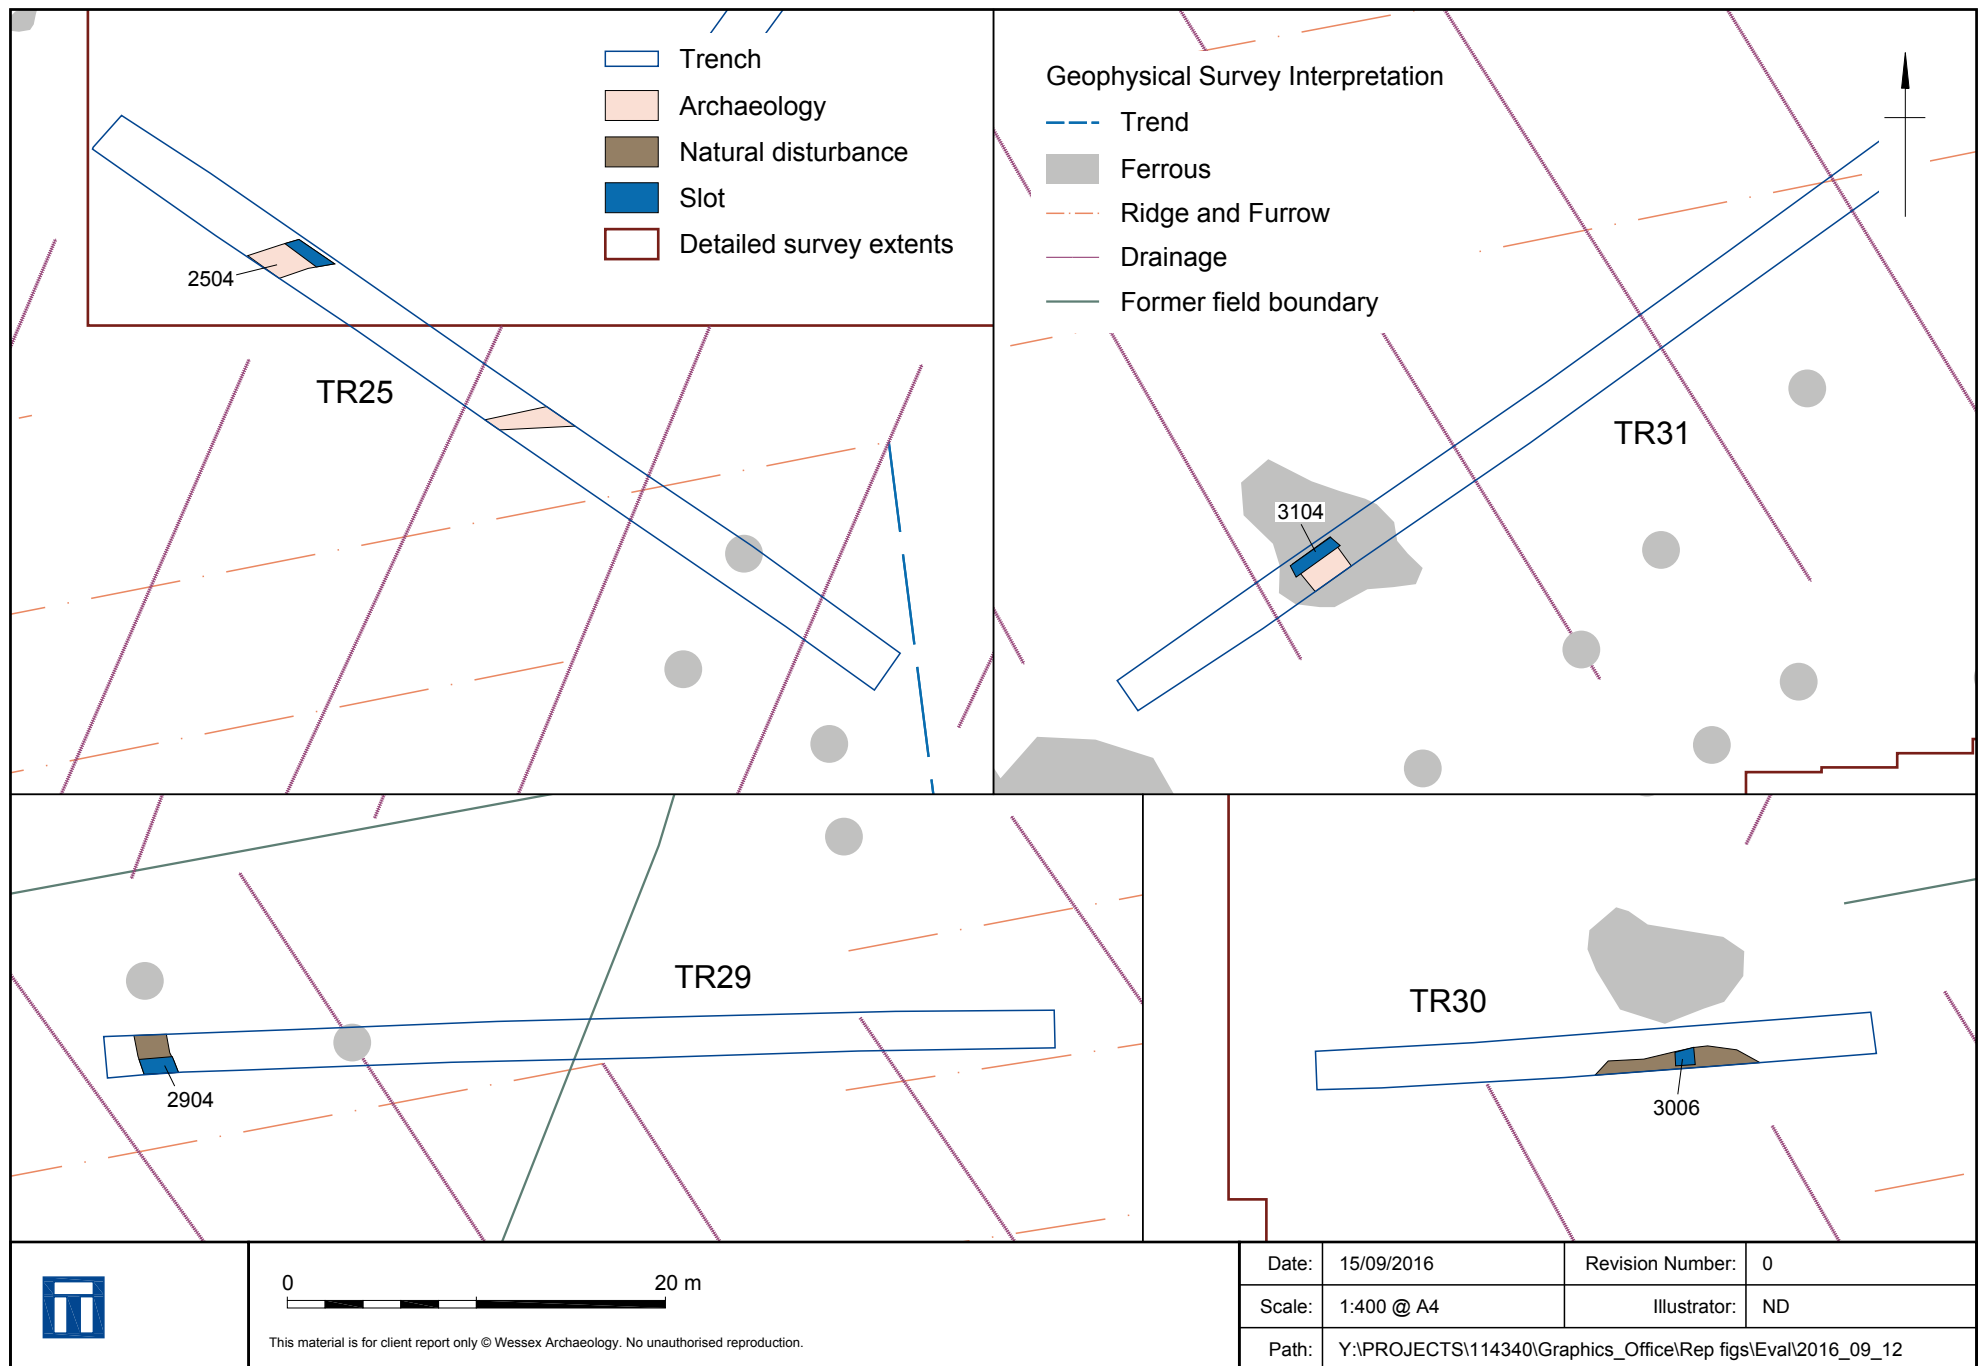 Trench
Archaeology
Natural disturbance
Slot
Detailed survey extents
2504
TR25
Geophysical Survey Interpretation
Trend
Ferrous
Ridge and Furrow
Drainage
Former field boundary
TR31
3104
TR29
2904
TR30
3006
0 20 m
This material is for client report only © Wessex Archaeology. No unauthorised reproduction.
Date: 15/09/2016 Revision Number: 0
Scale: 1:400 @ A4 Illustrator: ND
Path: Y:\PROJECTS\114340\Graphics_Office\Rep figs\Eval\2016_09_12